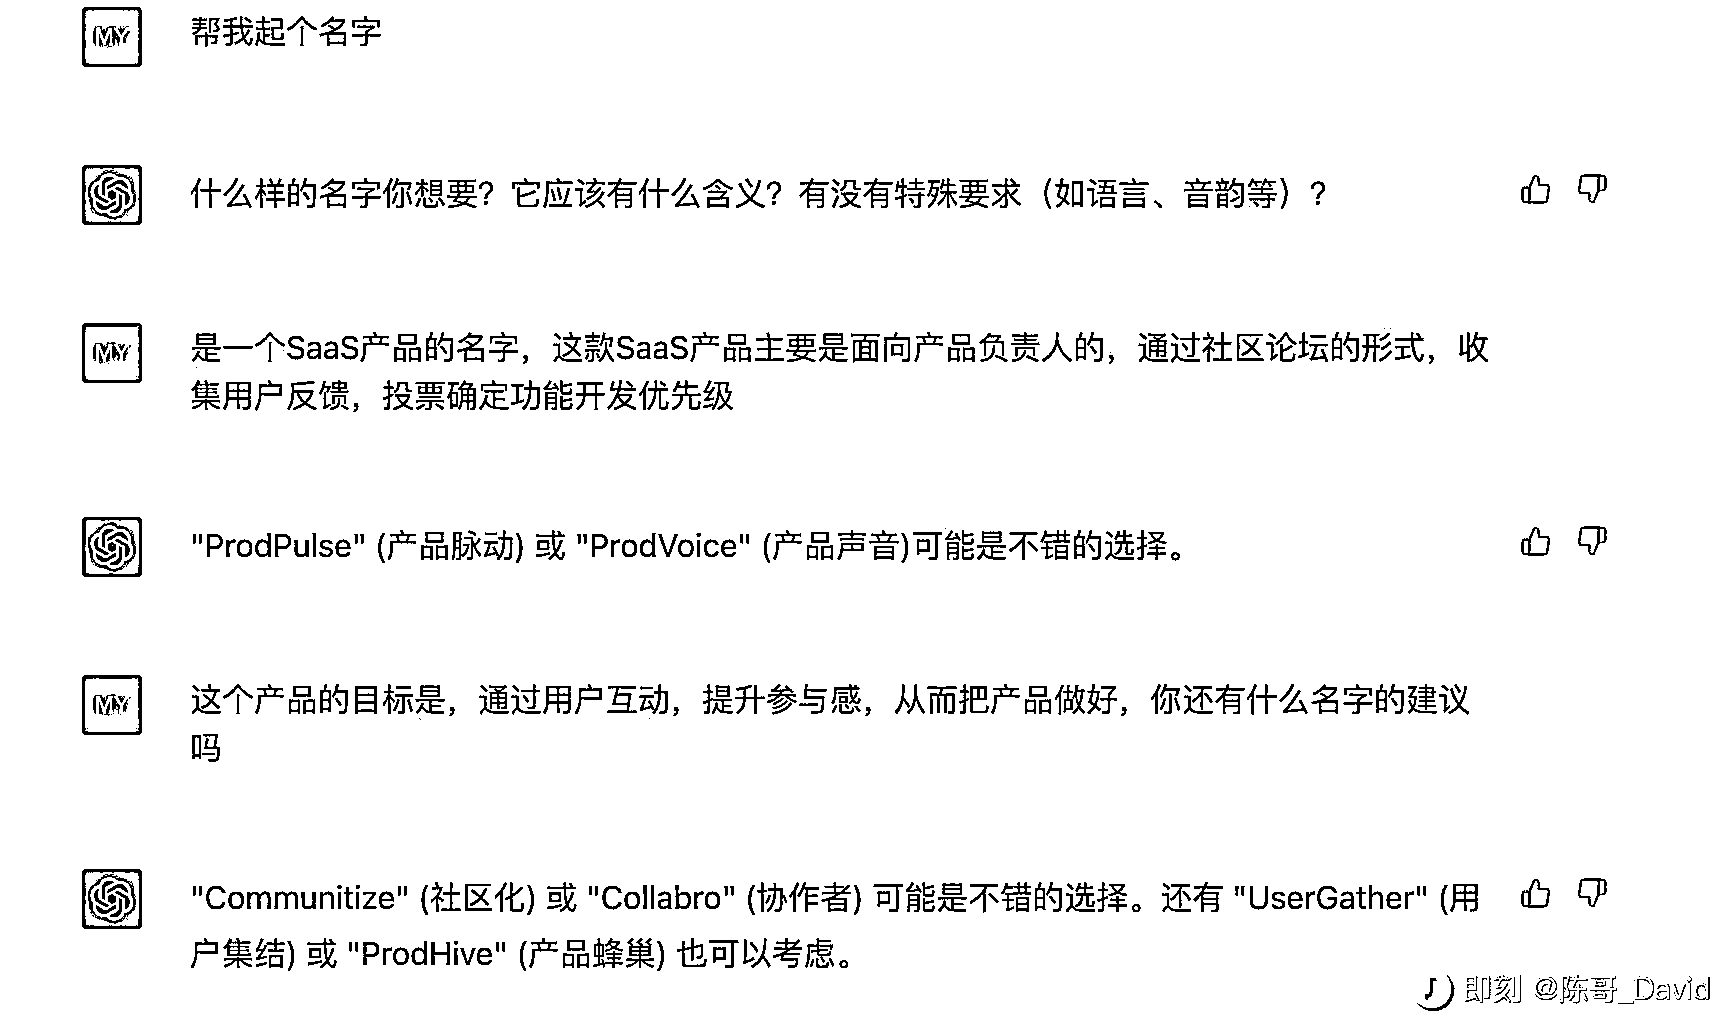 MY
帮我起个名字
什么样的名字你想要？它应该有什么含义？有没有特殊要求（如语言、音韵等）？
MY
是一个SaaS产品的名字，这款SaaS产品主要是面向产品负责人的，通过社区论坛的形式，收
集用户反馈，投票确定功能开发优先级
"ProdPulse" (产品脉动) 或 "ProdVoice" (产品声音)可能是不错的选择。
MY
这个产品的目标是，通过用户互动，提升参与感，从而把产品做好，你还有什么名字的建议
吗
"Communitize" (社区化) 或 "Collabro" (协作者) 可能是不错的选择。还有 "UserGather" (用
户集结) 或 "ProdHive" (产品蜂巢) 也可以考虑。
即刻 @陈哥_David